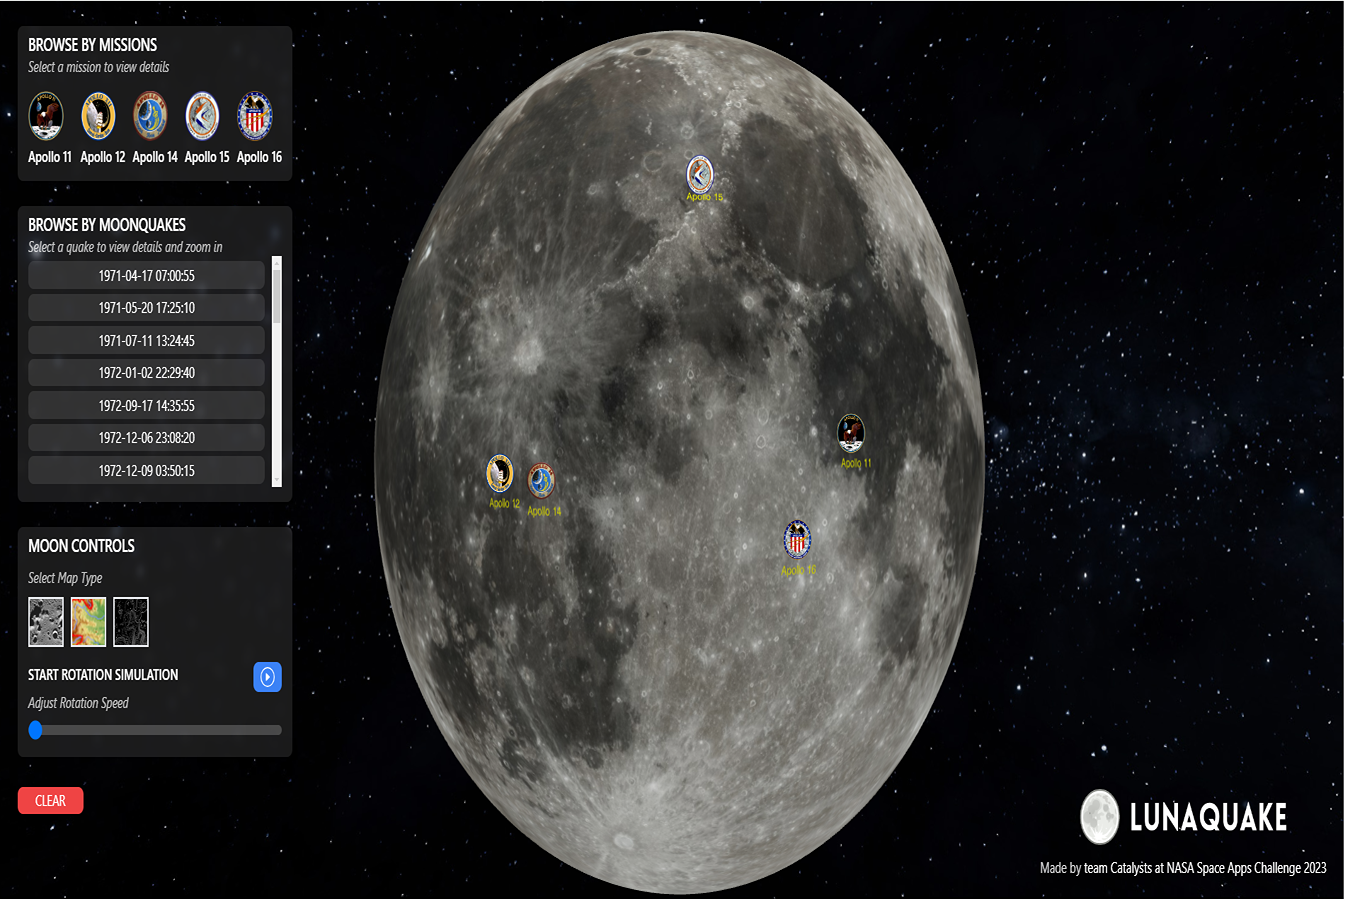 BROWSE BY MISSIONS
Select a mission to view details
Apollo 11 Apollo 12 Apollo 14 Apollo 15 Apollo 16
BROWSE BY MOONQUAKES
Select a quake to view details and zoom in
1971-04-17 07:00:55
1971-05-20 17:25:10
1971-07-11 13:24:45
1972-01-02 22:29:40
1972-09-17 14:35:55
1972-12-06 23:08:20
1972-12-09 03:50:15
MOON CONTROLS
Select Map Type
START ROTATION SIMULATION
Adjust Rotation Speed
CLEAR
Apollo 15
Apollo 11
Apollo 12
Apollo 14
Apollo 16
LUNAQUAKE
Made by team Catalysts at NASA Space Apps Challenge 2023